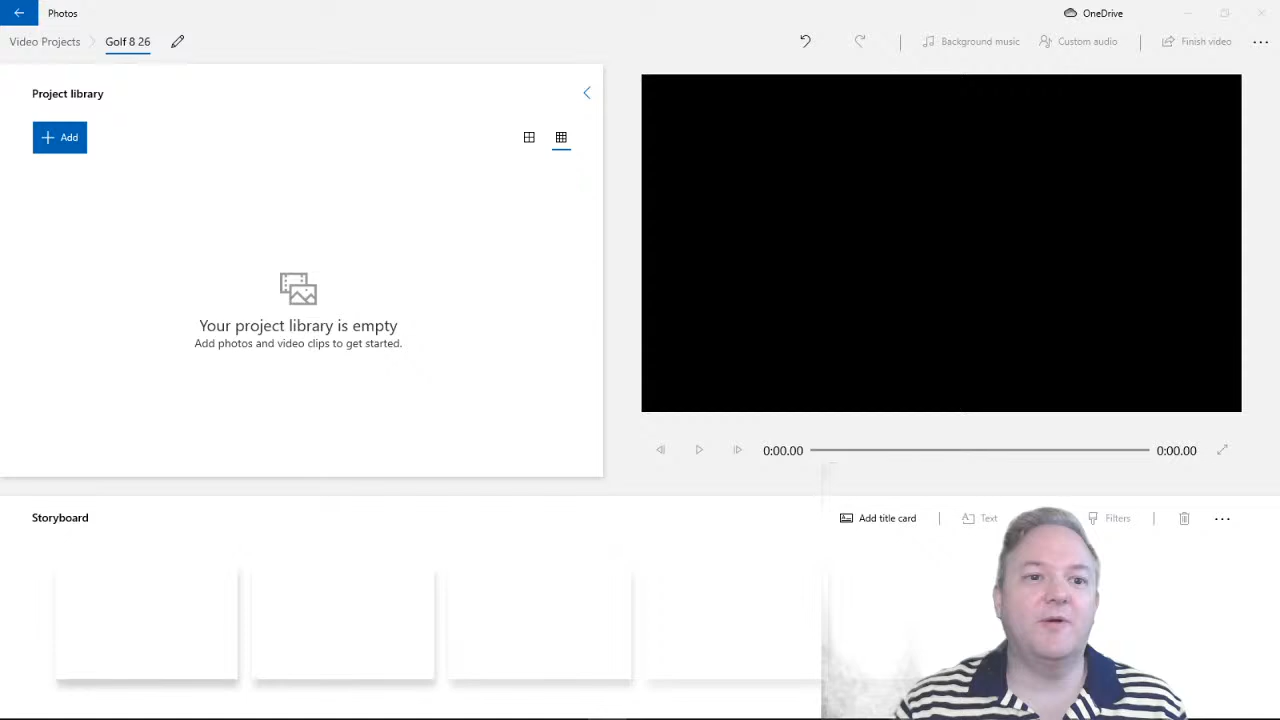 Photos
OneDrive
Video Projects
Golf 8 26
Background music
Custom audio
Finish video
Project library
Add
Your project library is empty
Add photos and video clips to get started.
0:00.00
0:00.00
Storyboard
Add title card
Text
Filters